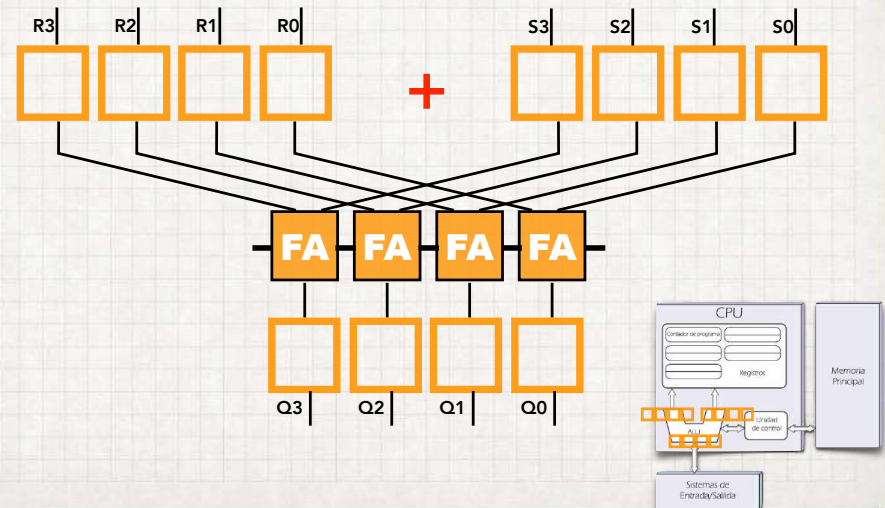 R3 R2 R1 R0 S3 S2 S1 S0
+
FA FA FA FA
Q3 Q2 Q1 Q0
CPU
Contador de programa
Registros
Memoria
Principal
Unidad
de control
ALU
Sistemas de
Entrada/Salida